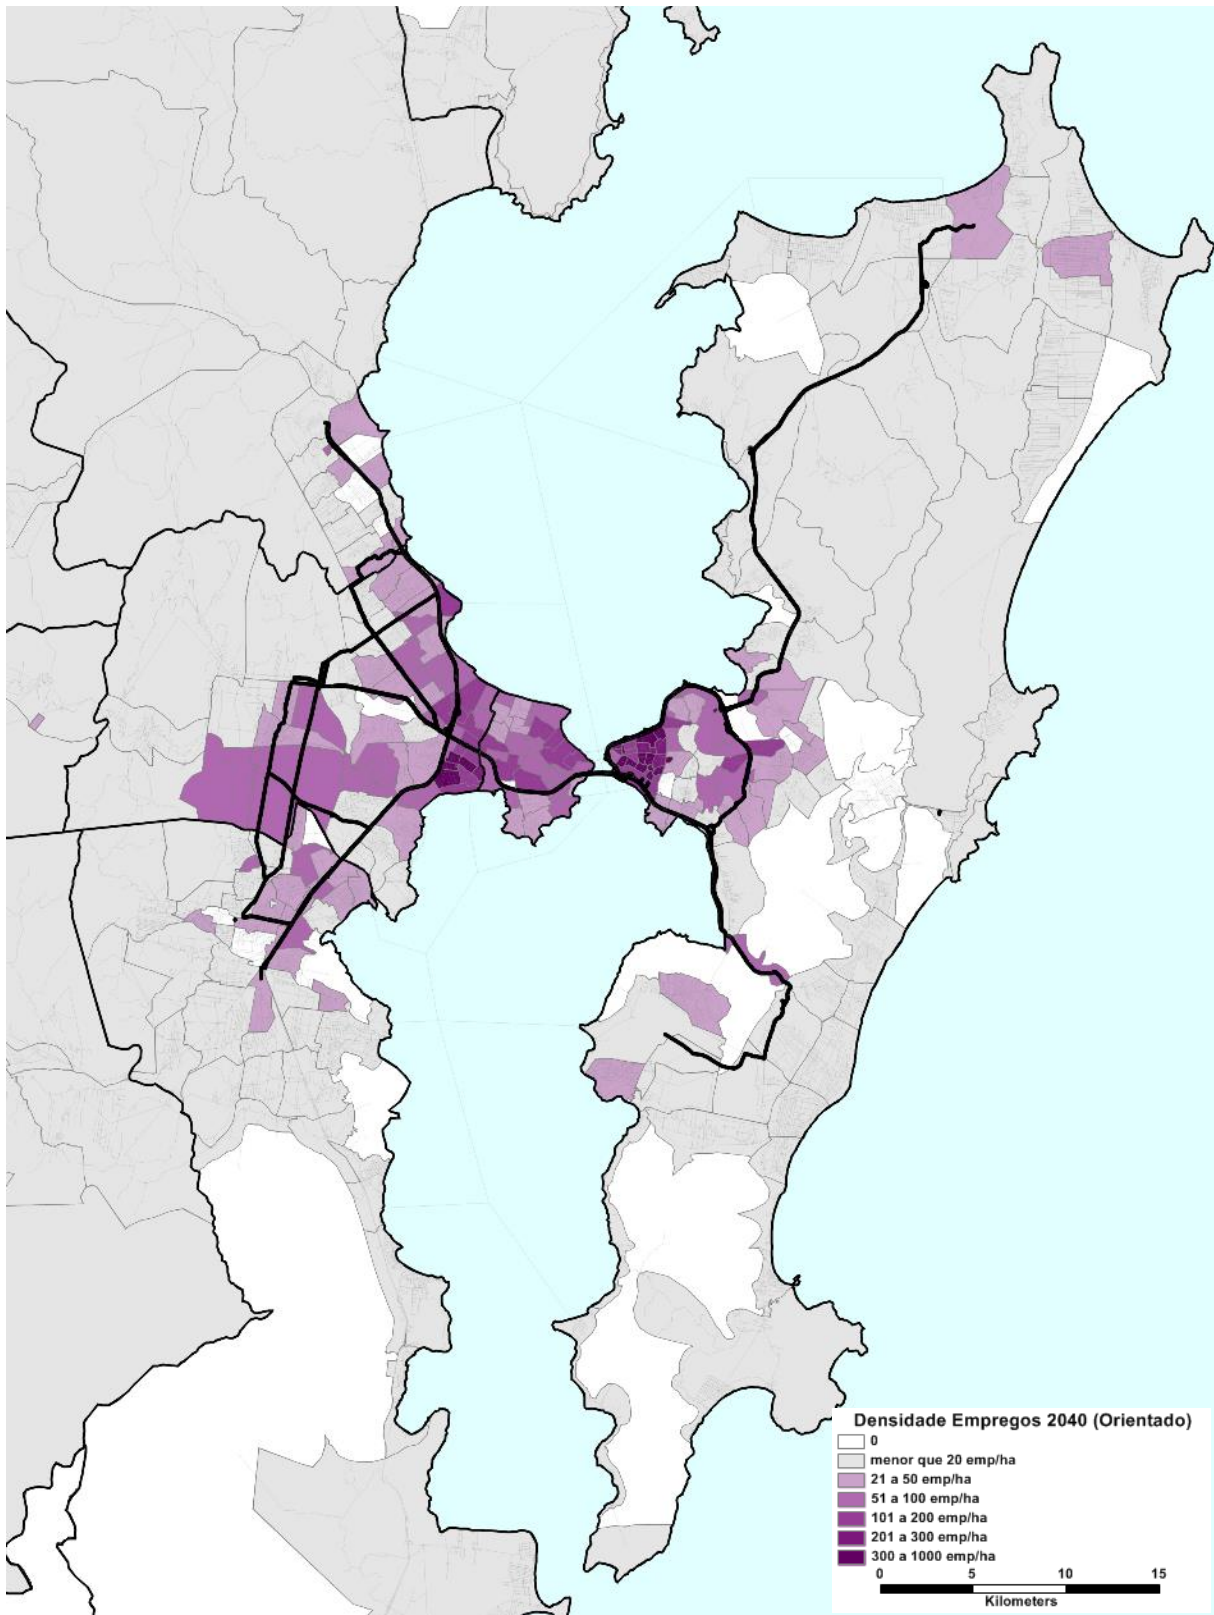 Densidade Empregos 2040 (Orientado)
0
menor que 20 emp/ha
21 a 50 emp/ha
51 a 100 emp/ha
101 a 200 emp/ha
201 a 300 emp/ha
300 a 1000 emp/ha
0 5 10 15
Kilometers